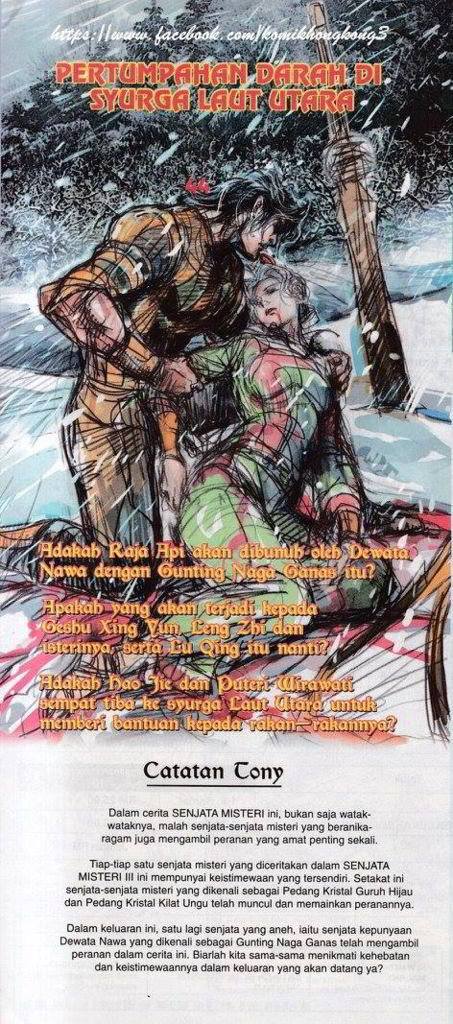 https://www.facebook.com/komikhongkong3
PERTUMPAHAN DARAH DI
SYURGA LAUT UTARA
44
Adakah Raja Api akan dibunuh oleh Dewata
Nawa dengan Gunting Naga Ganas itu?
Apakah yang akan terjadi kepada
Geshu Xing Yun, Leng Zhi dan
isterinya, serta Lu Qing itu nanti?
Adakah Hao Jie dan Puteri Wirawati
sempat tiba ke syurga Laut Utara untuk
memberi bantuan kepada rakan-rakannya?
Catatan Tony
Dalam cerita SENJATA MISTERI ini, bukan saja watak-
wataknya, malah senjata-senjata misteri yang beranika-
ragam juga mengambil peranan yang amat penting sekali.
Tiap-tiap satu senjata misteri yang diceritakan dalam SENJATA
MISTERI III ini mempunyai keistimewaan yang tersendiri. Setakat ini
senjata-senjata misteri yang dikenali sebagai Pedang Kristal Guruh Hijau
dan Pedang Kristal Kilat Ungu telah muncul dan memainkan peranannya.
Dalam keluaran ini, satu lagi senjata yang aneh, iaitu senjata kepunyaan
Dewata Nawa yang dikenali sebagai Gunting Naga Ganas telah mengambil
peranan dalam cerita ini. Biarlah kita sama-sama menikmati kehebatan
dan keistimewaannya dalam keluaran yang akan datang ya?